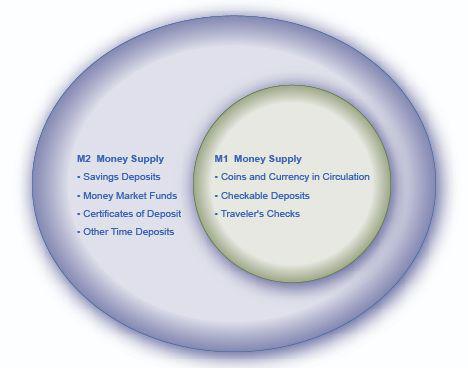 M2 Money Supply
• Savings Deposits
• Money Market Funds
• Certificates of Deposit
• Other Time Deposits
M1 Money Supply
• Coins and Currency in Circulation
• Checkable Deposits
• Traveler's Checks